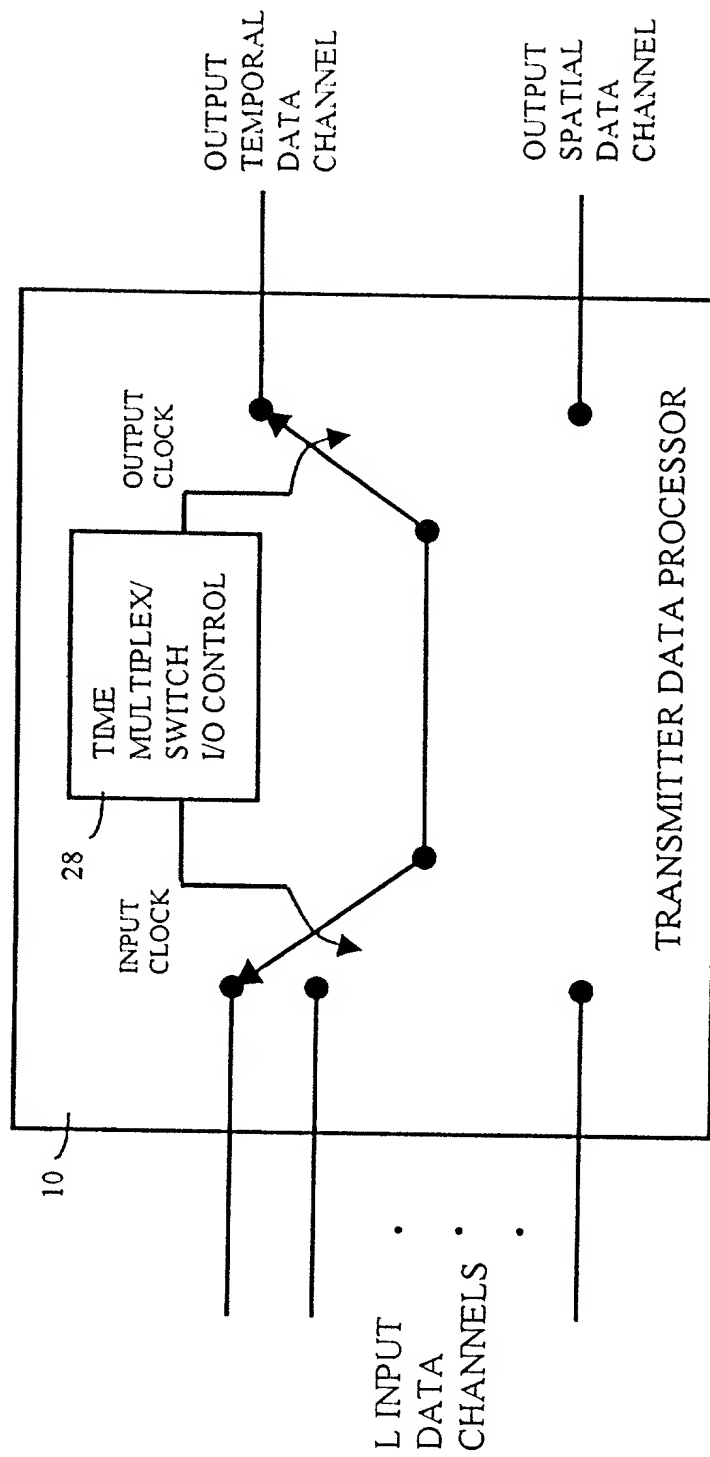 10
L INPUT
DATA
CHANNELS
INPUT
CLOCK
28
TIME
MULTIPLEX/
SWITCH
I/O CONTROL
OUTPUT
CLOCK
OUTPUT
TEMPORAL
DATA
CHANNEL
OUTPUT
SPATIAL
DATA
CHANNEL
TRANSMITTER DATA PROCESSOR